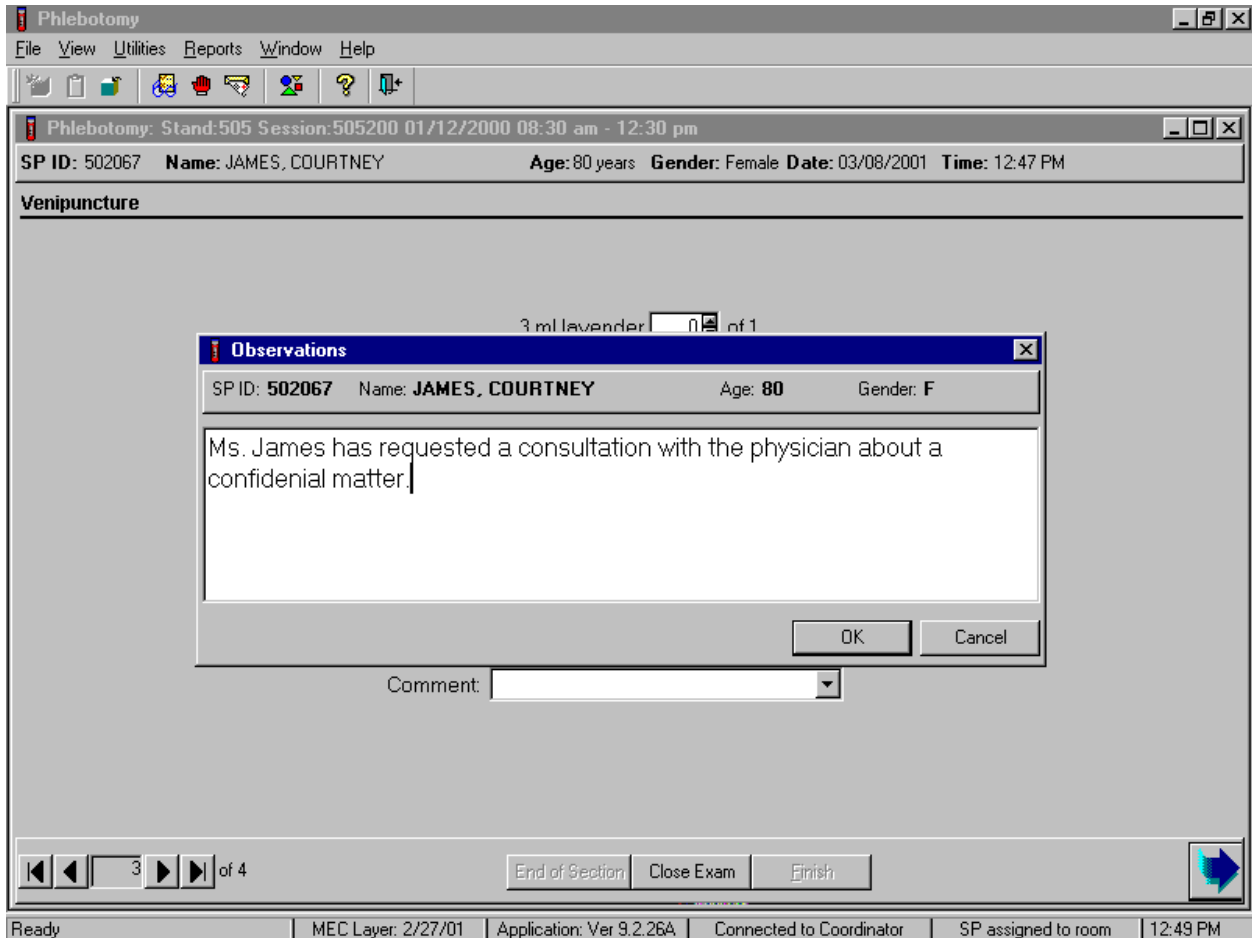 Phlebotomy
File View Utilities Reports Window Help
Phlebotomy: Stand:505 Session:505200 01/12/2000 08:30 am - 12:30 pm
SP ID: 502067 Name: JAMES, COURTNEY Age: 80 years Gender: Female Date: 03/08/2001 Time: 12:47 PM
Venipuncture
3 ml lavender 0 of 1
Observations
SP ID: 502067 Name: JAMES, COURTNEY Age: 80 Gender: F
Ms. James has requested a consultation with the physician about a
confidenial matter.
OK Cancel
Comment:
3 of 4 End of Section Close Exam Finish
Ready MEC Layer: 2/27/01 Application: Ver 9.2.26A Connected to Coordinator SP assigned to room 12:49 PM